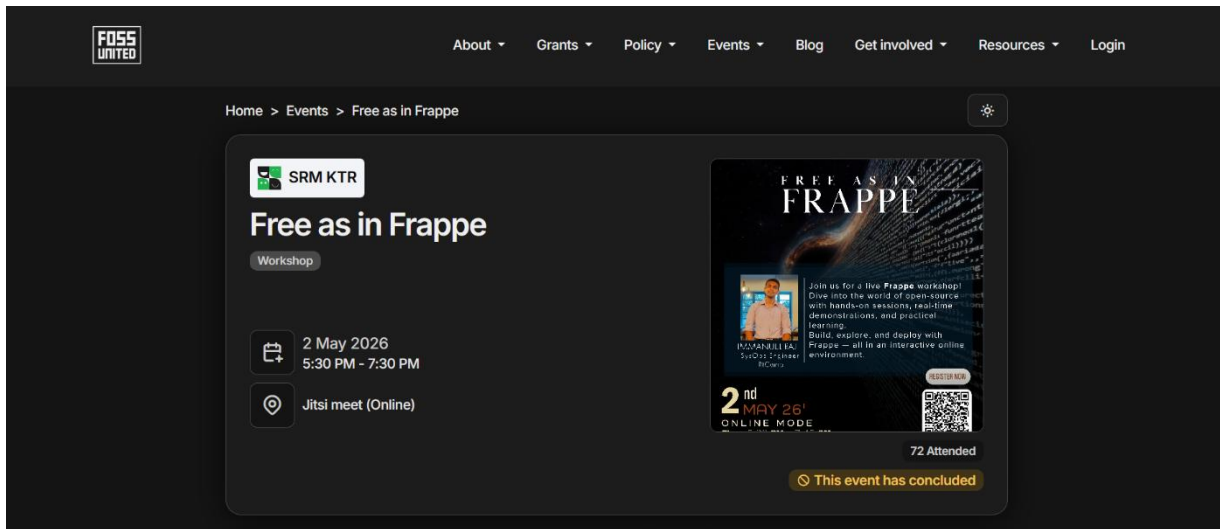 FOSS
UNITED
About Grants Policy Events Blog Get involved Resources Login
Home > Events > Free as in Frappe
SRM KTR
Free as in Frappe
Workshop
2 May 2026
5:30 PM - 7:30 PM
Jitsi meet (Online)
FREE AS IN
FRAPPE
Join us for a live Frappe workshop!
Dive into the world of open-source
with hands-on sessions, real-time
demonstrations, and practical
learning.
Build, explore, and deploy with
Frappe — all in an interactive online
environment.
SysOps Engineer
REGISTER NOW
2nd
MAY 26'
ONLINE MODE
72 Attended
This event has concluded